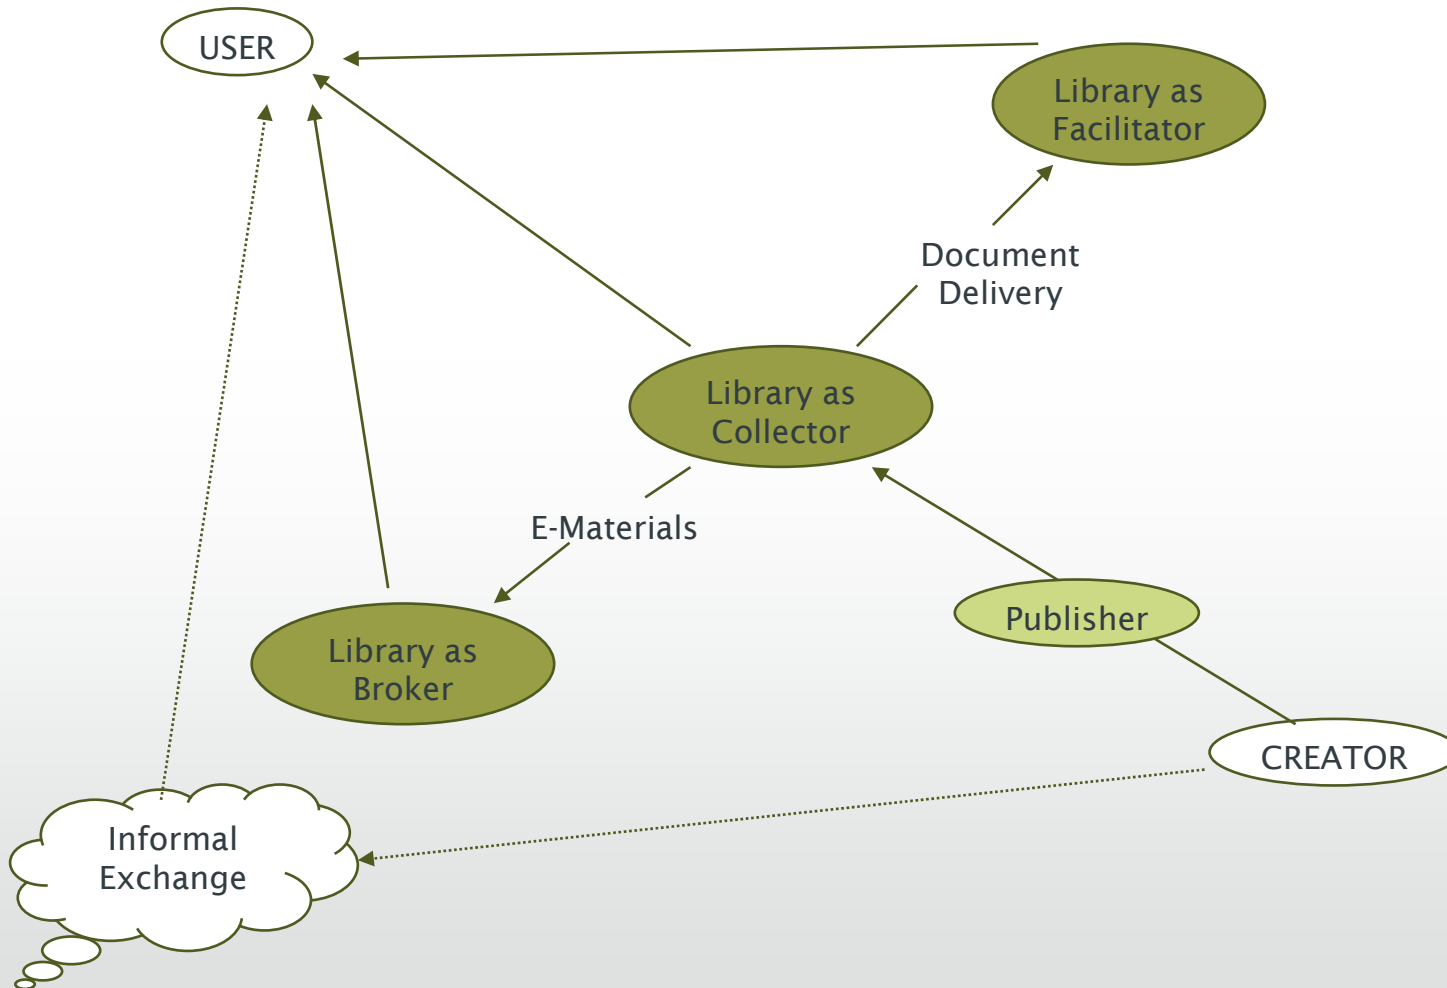 USER
Library as
Facilitator
Document
Delivery
Library as
Collector
E-Materials
Publisher
Library as
Broker
CREATOR
Informal
Exchange